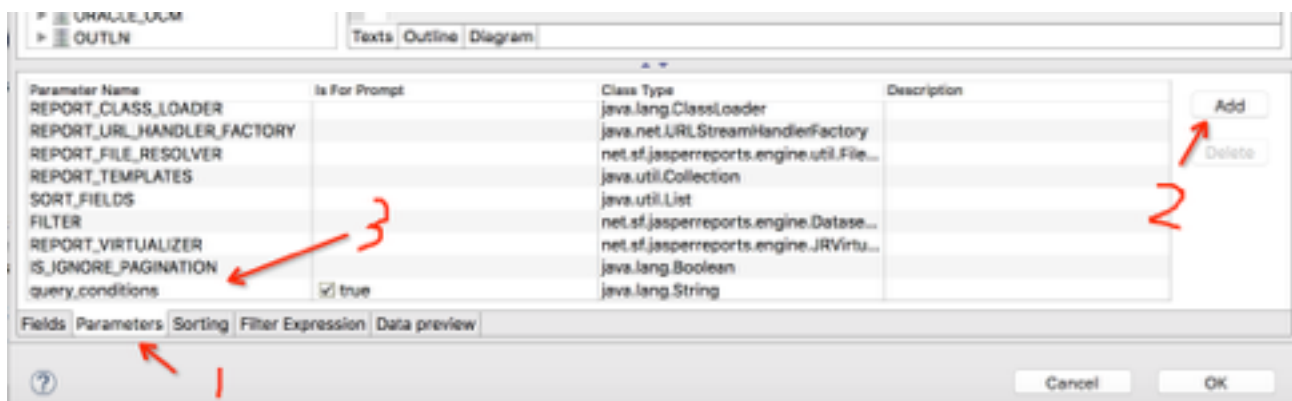 ORACLE_OCM
OUTLN
Texts Outline Diagram
Parameter Name Is For Prompt Class Type Description
REPORT_CLASS_LOADER java.lang.ClassLoader
REPORT_URL_HANDLER_FACTORY java.net.URLStreamHandlerFactory
REPORT_FILE_RESOLVER net.sf.jasperreports.engine.util.File...
REPORT_TEMPLATES java.util.Collection
SORT_FIELDS java.util.List
FILTER net.sf.jasperreports.engine.Datase...
REPORT_VIRTUALIZER net.sf.jasperreports.engine.JRVirtu...
IS_IGNORE_PAGINATION java.lang.Boolean
query_conditions true java.lang.String
Add
Delete
2
3
Fields Parameters Sorting Filter Expression Data preview
1
? Cancel OK